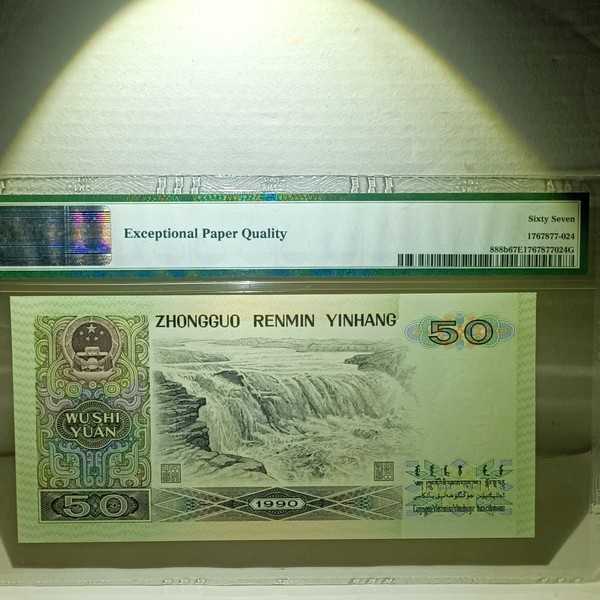 Sixty Seven
Exceptional Paper Quality
1767877-024
888b67E1767877024G
ZHONGGUO RENMIN YINHANG
50
WU SHI
YUAN
50
1990